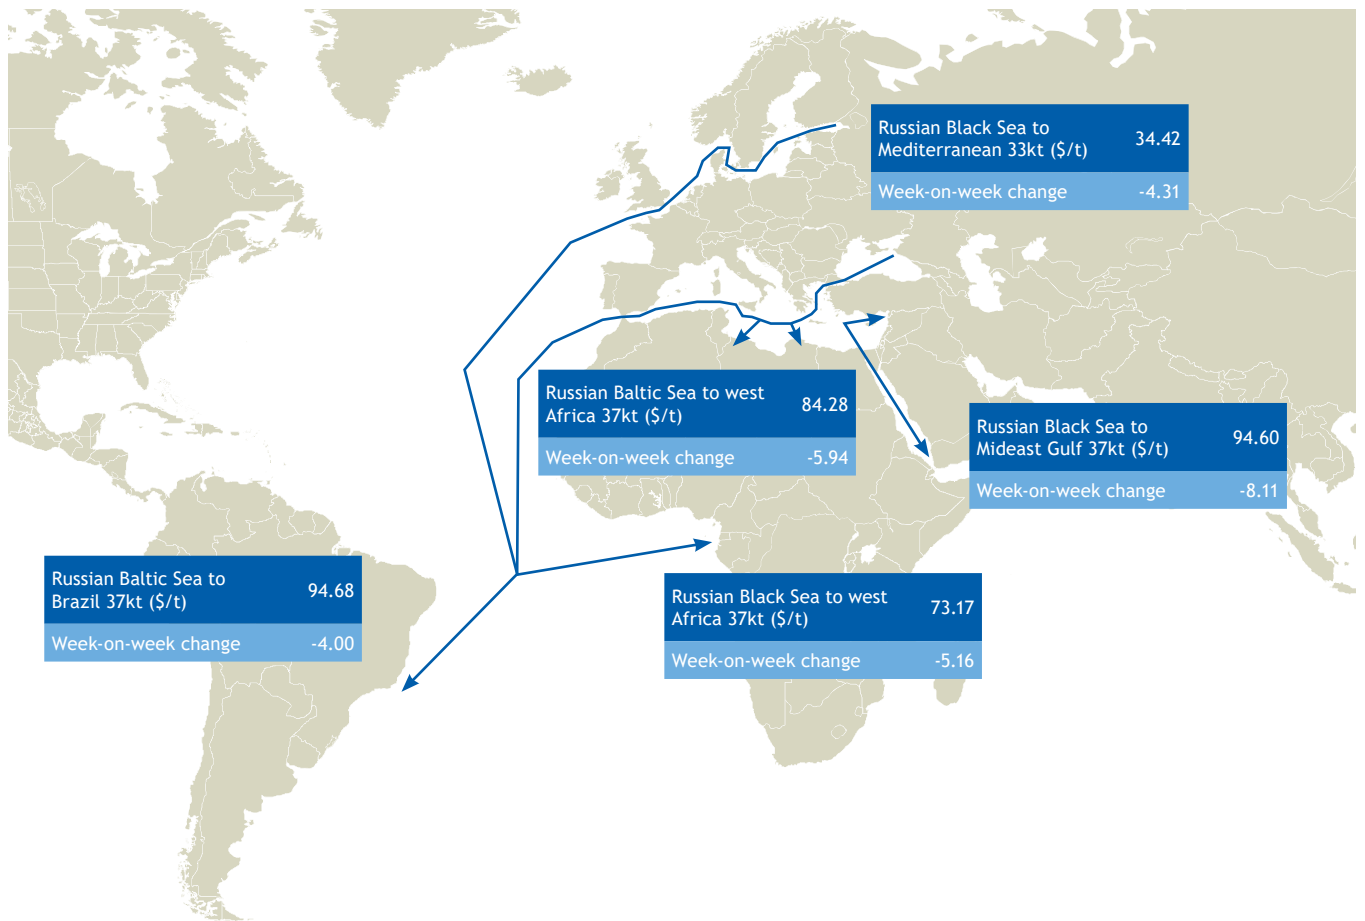 Russian Black Sea to
Mediterranean 33kt ($/t)
34.42
Week-on-week change
-4.31
Russian Baltic Sea to west
Africa 37kt ($/t)
84.28
Week-on-week change
-5.94
Russian Black Sea to
Mideast Gulf 37kt ($/t)
94.60
Week-on-week change
-8.11
Russian Baltic Sea to
Brazil 37kt ($/t)
94.68
Week-on-week change
-4.00
Russian Black Sea to west
Africa 37kt ($/t)
73.17
Week-on-week change
-5.16